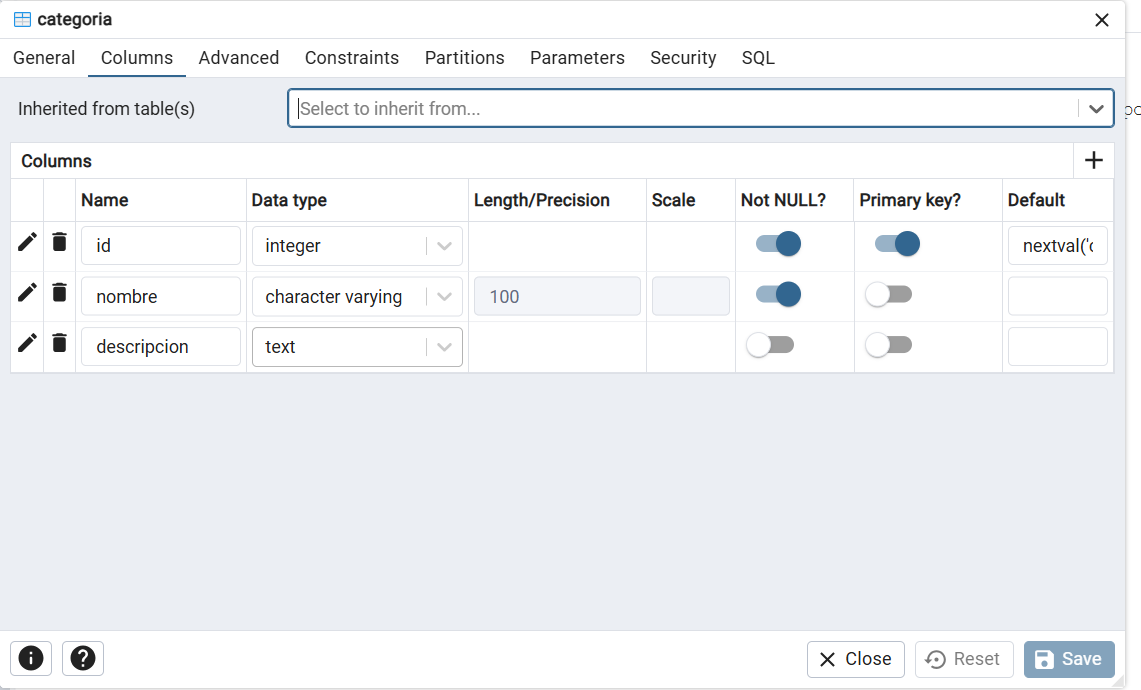 categoria
General Columns Advanced Constraints Partitions Parameters Security SQL
Inherited from table(s) Select to inherit from...
Columns
Name Data type Length/Precision Scale Not NULL? Primary key? Default
id integer nextval('c
nombre character varying 100
descripcion text
Close Reset Save